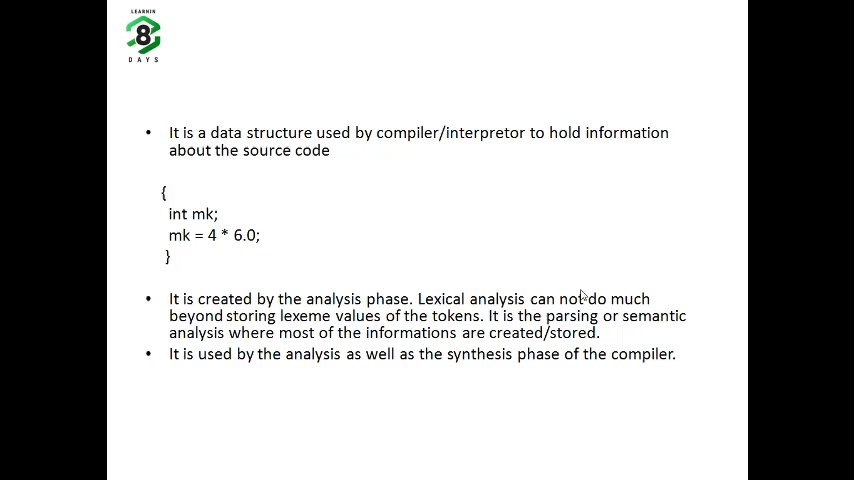 LEARNIN
8
DAYS
• It is a data structure used by compiler/interpretor to hold information
about the source code
{
int mk;
mk = 4 * 6.0;
}
• It is created by the analysis phase. Lexical analysis can not do much
beyond storing lexeme values of the tokens. It is the parsing or semantic
analysis where most of the informations are created/stored.
• It is used by the analysis as well as the synthesis phase of the compiler.